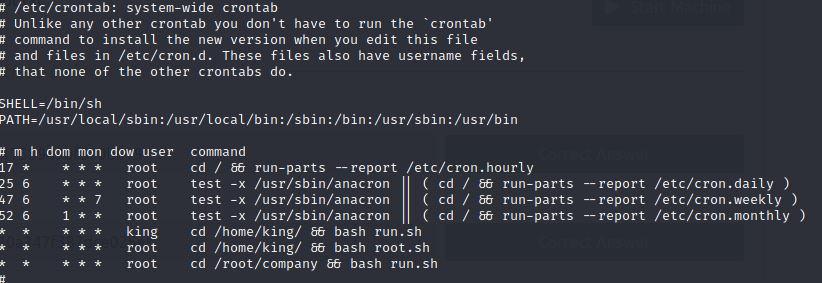 # /etc/crontab: system-wide crontab
# Unlike any other crontab you don't have to run the `crontab'
# command to install the new version when you edit this file
# and files in /etc/cron.d. These files also have username fields,
# that none of the other crontabs do.
SHELL=/bin/sh
PATH=/usr/local/sbin:/usr/local/bin:/sbin:/bin:/usr/sbin:/usr/bin
# m h dom mon dow user  command
17 *    * * *   root    cd / && run-parts --report /etc/cron.hourly
25 6    * * *   root    test -x /usr/sbin/anacron || ( cd / && run-parts --report /etc/cron.daily )
47 6    * * 7   root    test -x /usr/sbin/anacron || ( cd / && run-parts --report /etc/cron.weekly )
52 6    1 * *   root    test -x /usr/sbin/anacron || ( cd / && run-parts --report /etc/cron.monthly )
*  *    * * *   king    cd /home/king/ && bash run.sh
*  *    * * *   root    cd /home/king/ && bash root.sh
*  *    * * *   root    cd /root/company && bash run.sh
#
Start Machine
Correct Answer
Correct Answer